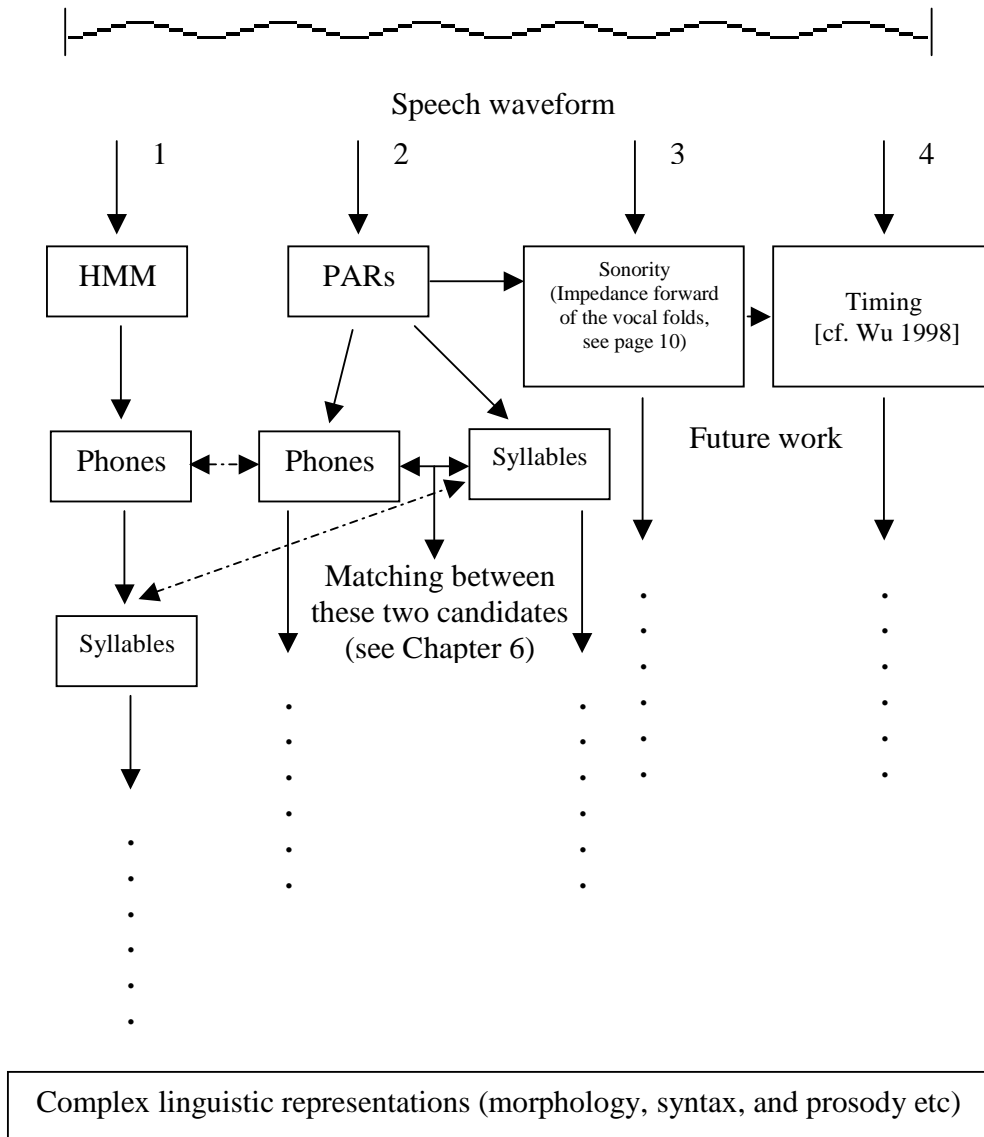 Speech waveform
1
2
3
4
HMM
PARs
Sonority
(Impedance forward
of the vocal folds,
see page 10)
Timing
[cf. Wu 1998]
Future work
Phones
Phones
Syllables
Matching between
these two candidates
(see Chapter 6)
Syllables
Complex linguistic representations (morphology, syntax, and prosody etc)